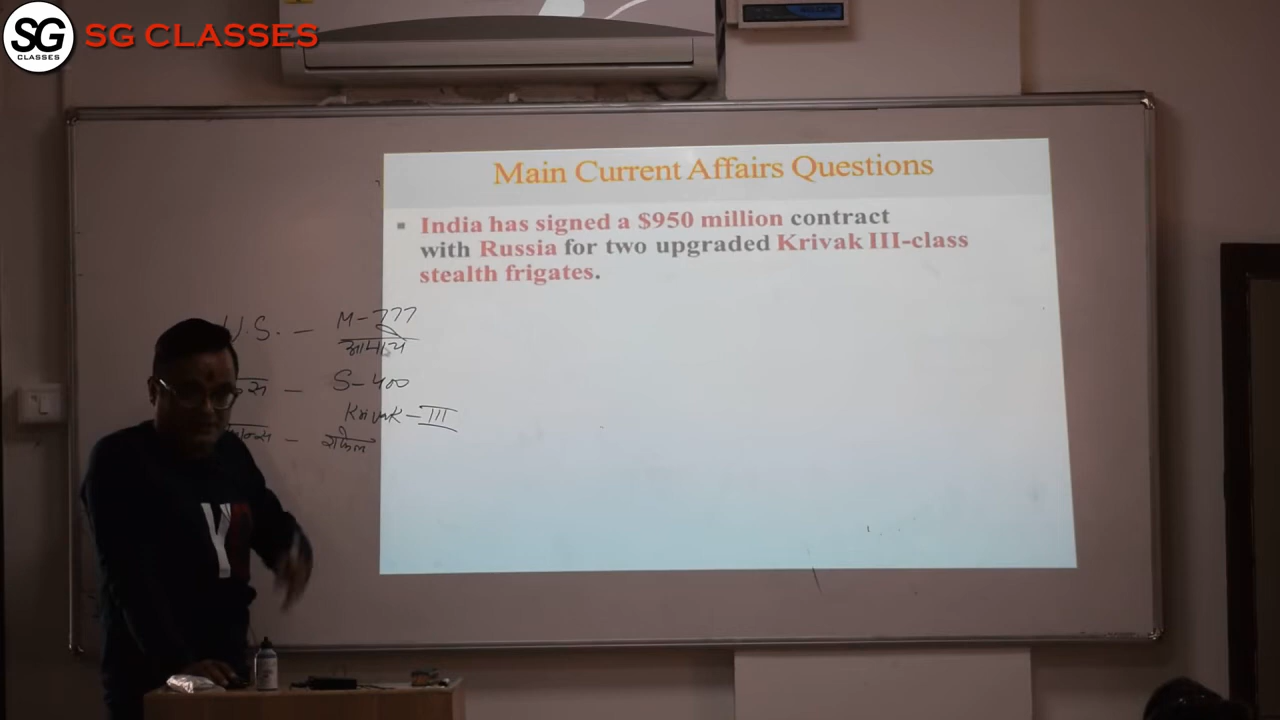 SG
CLASSES
SG CLASSES
Main Current Affairs Questions
India has signed a $950 million contract
with Russia for two upgraded Krivak III-class
stealth frigates.
U.S. – M-777
S-400
Krivak – III